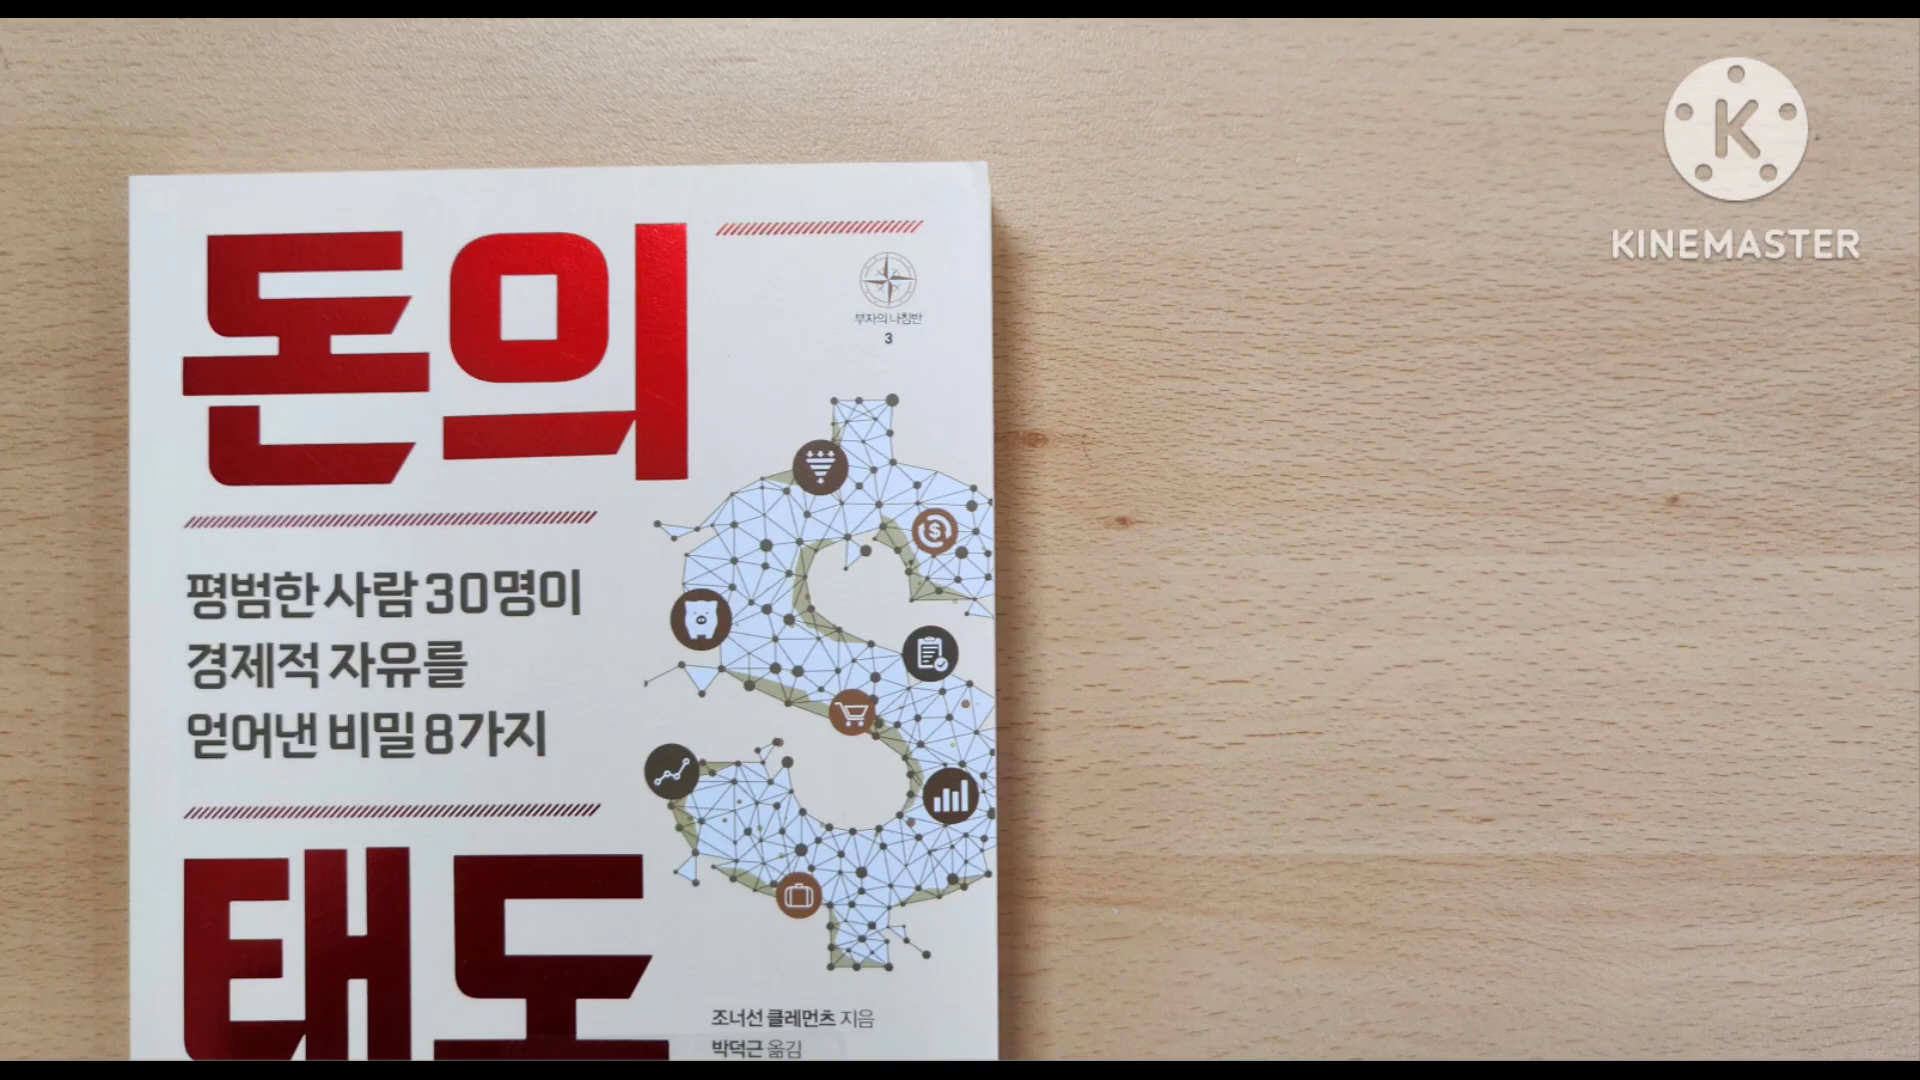 돈의
부자의 나침반
3
평범한 사람 30명이
경제적 자유를
얻어낸 비밀 8가지
태도
조너선 클레먼츠 지음
박덕근 옮김
K
KINEMASTER